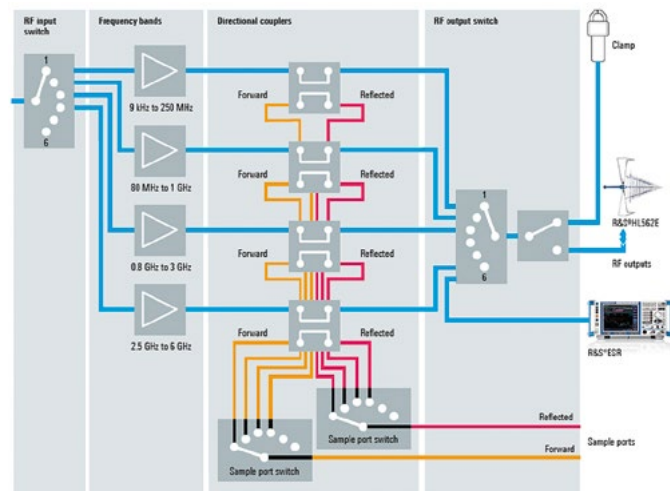 RF input switch
Frequency bands
Directional couplers
RF output switch
1
6
9 kHz to 250 MHz
80 MHz to 1 GHz
0.8 GHz to 3 GHz
2.5 GHz to 6 GHz
Forward
Reflected
Forward
Reflected
Forward
Reflected
Forward
Reflected
1
6
Clamp
R&S®HL562E
RF outputs
R&S®ESR
Sample port switch
Sample port switch
Reflected
Forward
Sample ports